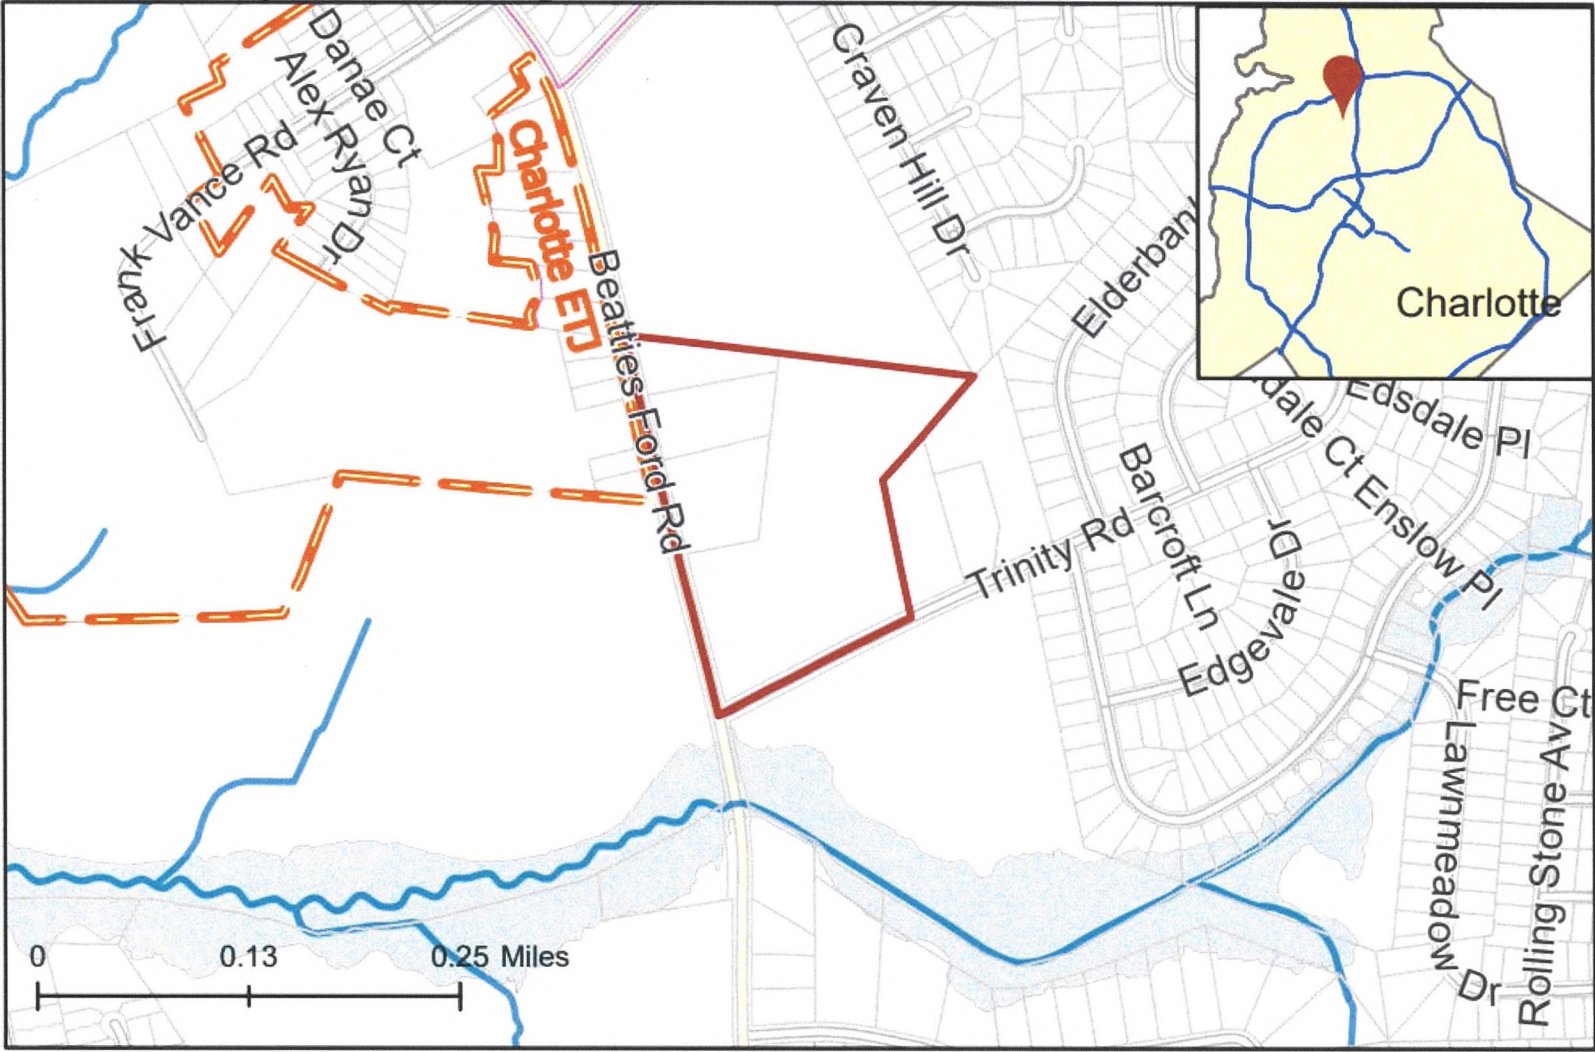 Danae Ct
Alex Ryan Dr
Frank Vance Rd
Charlotte ETJ
Beatties Ford Rd
Craven Hill Dr
Elderbank
Charlotte
dale Ct
Edsdale Pl
Enslow Pl
Barcroft Ln
Trinity Rd
Edgevale Dr
Free Ct
Lawnmeadow Dr
Rolling Stone Av
0 0.13 0.25 Miles